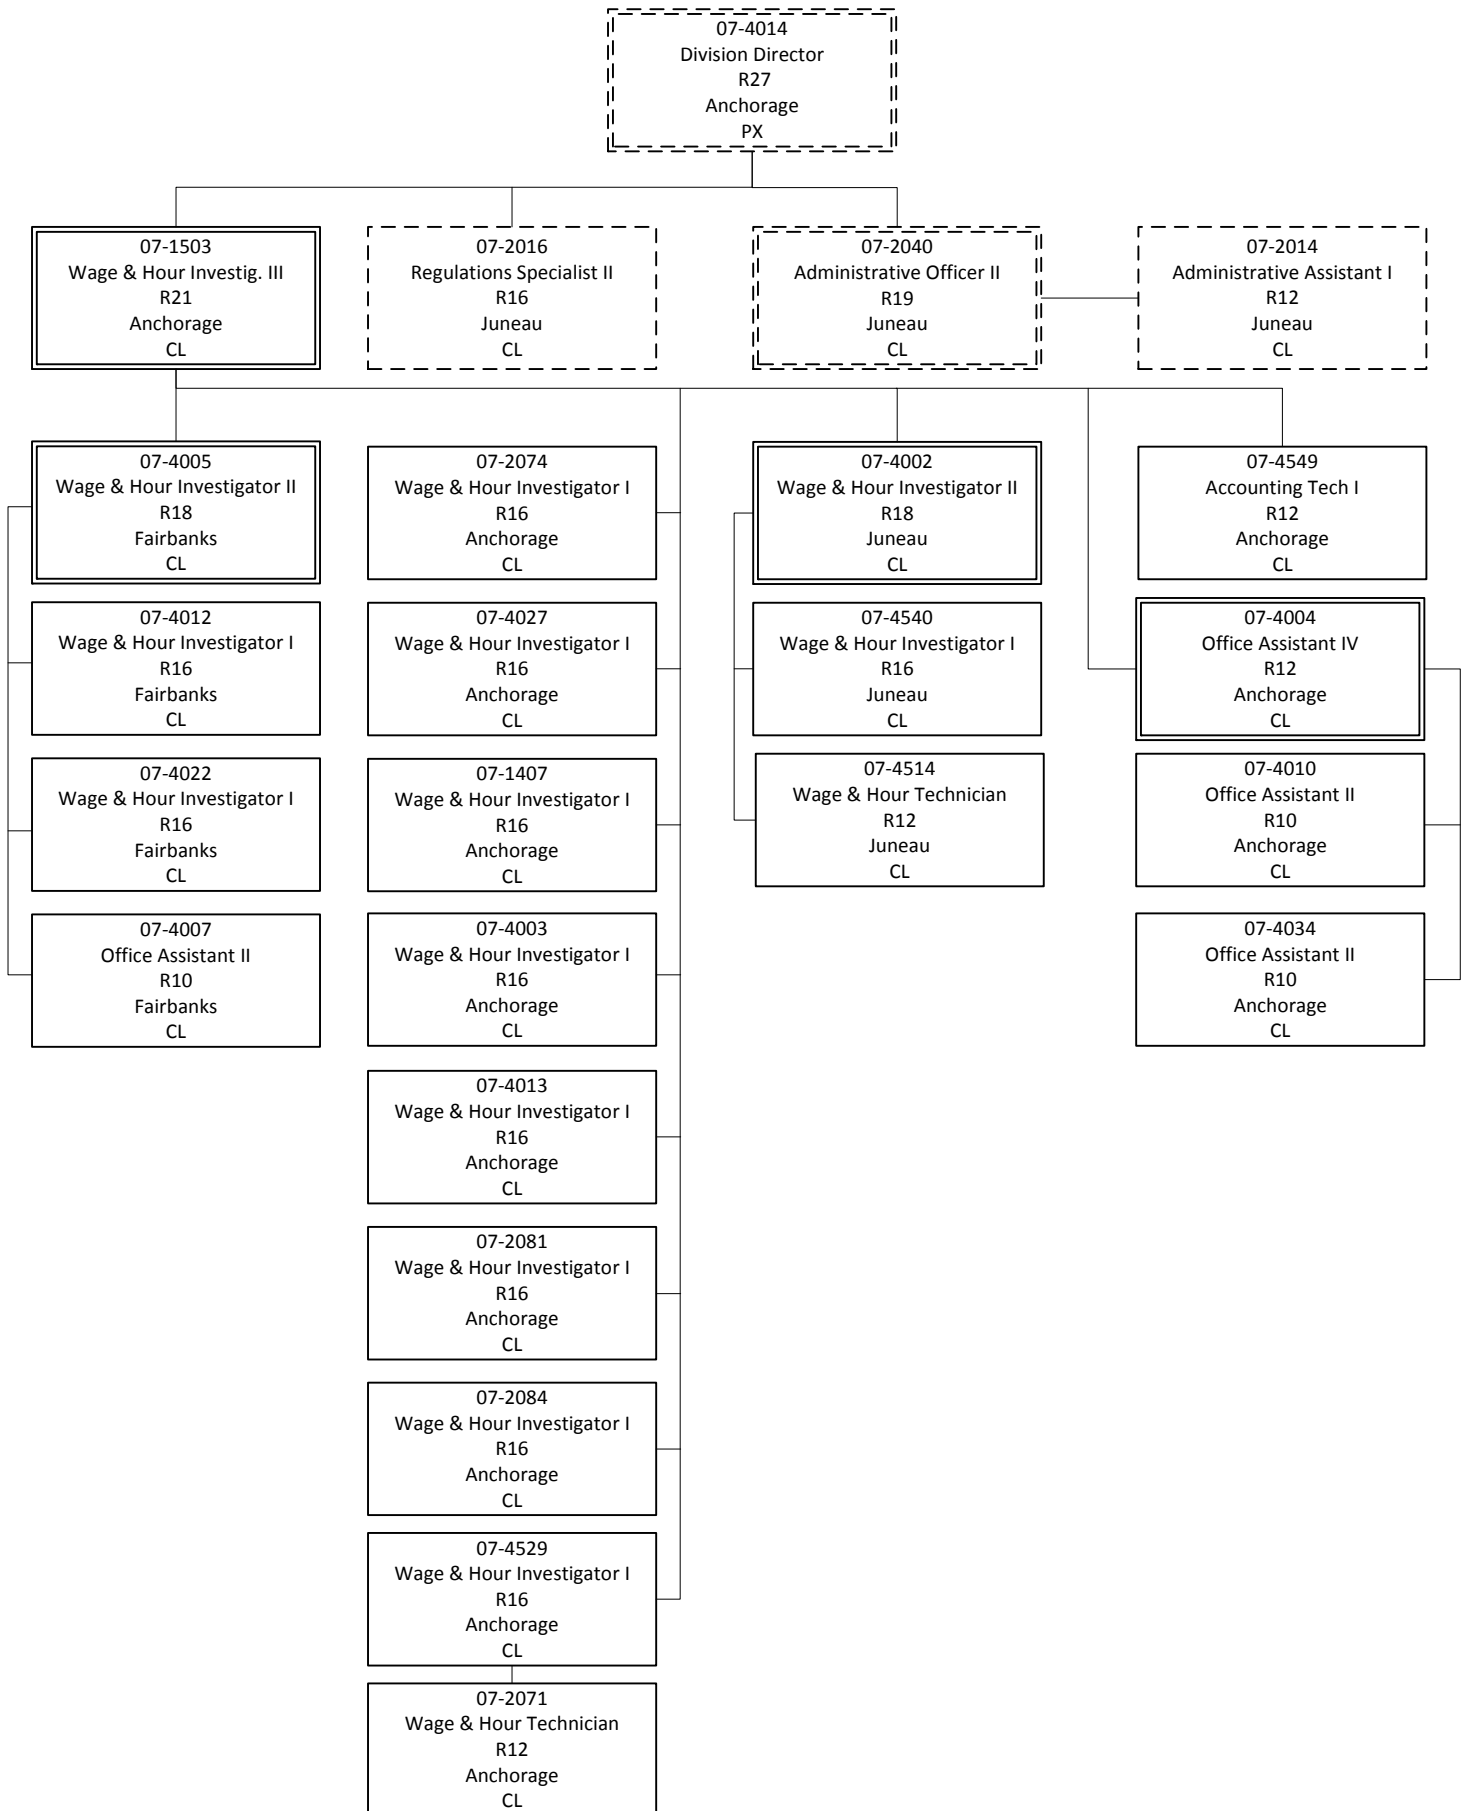 07-4014
Division Director
R27
Anchorage
PX
07-1503
Wage & Hour Investig. III
R21
Anchorage
CL
07-2016
Regulations Specialist II
R16
Juneau
CL
07-2040
Administrative Officer II
R19
Juneau
CL
07-2014
Administrative Assistant I
R12
Juneau
CL
07-4005
Wage & Hour Investigator II
R18
Fairbanks
CL
07-4012
Wage & Hour Investigator I
R16
Fairbanks
CL
07-4022
Wage & Hour Investigator I
R16
Fairbanks
CL
07-4007
Office Assistant II
R10
Fairbanks
CL
07-2074
Wage & Hour Investigator I
R16
Anchorage
CL
07-4027
Wage & Hour Investigator I
R16
Anchorage
CL
07-1407
Wage & Hour Investigator I
R16
Anchorage
CL
07-4003
Wage & Hour Investigator I
R16
Anchorage
CL
07-4013
Wage & Hour Investigator I
R16
Anchorage
CL
07-2081
Wage & Hour Investigator I
R16
Anchorage
CL
07-2084
Wage & Hour Investigator I
R16
Anchorage
CL
07-4529
Wage & Hour Investigator I
R16
Anchorage
CL
07-2071
Wage & Hour Technician
R12
Anchorage
CL
07-4002
Wage & Hour Investigator II
R18
Juneau
CL
07-4540
Wage & Hour Investigator I
R16
Juneau
CL
07-4514
Wage & Hour Technician
R12
Juneau
CL
07-4549
Accounting Tech I
R12
Anchorage
CL
07-4004
Office Assistant IV
R12
Anchorage
CL
07-4010
Office Assistant II
R10
Anchorage
CL
07-4034
Office Assistant II
R10
Anchorage
CL